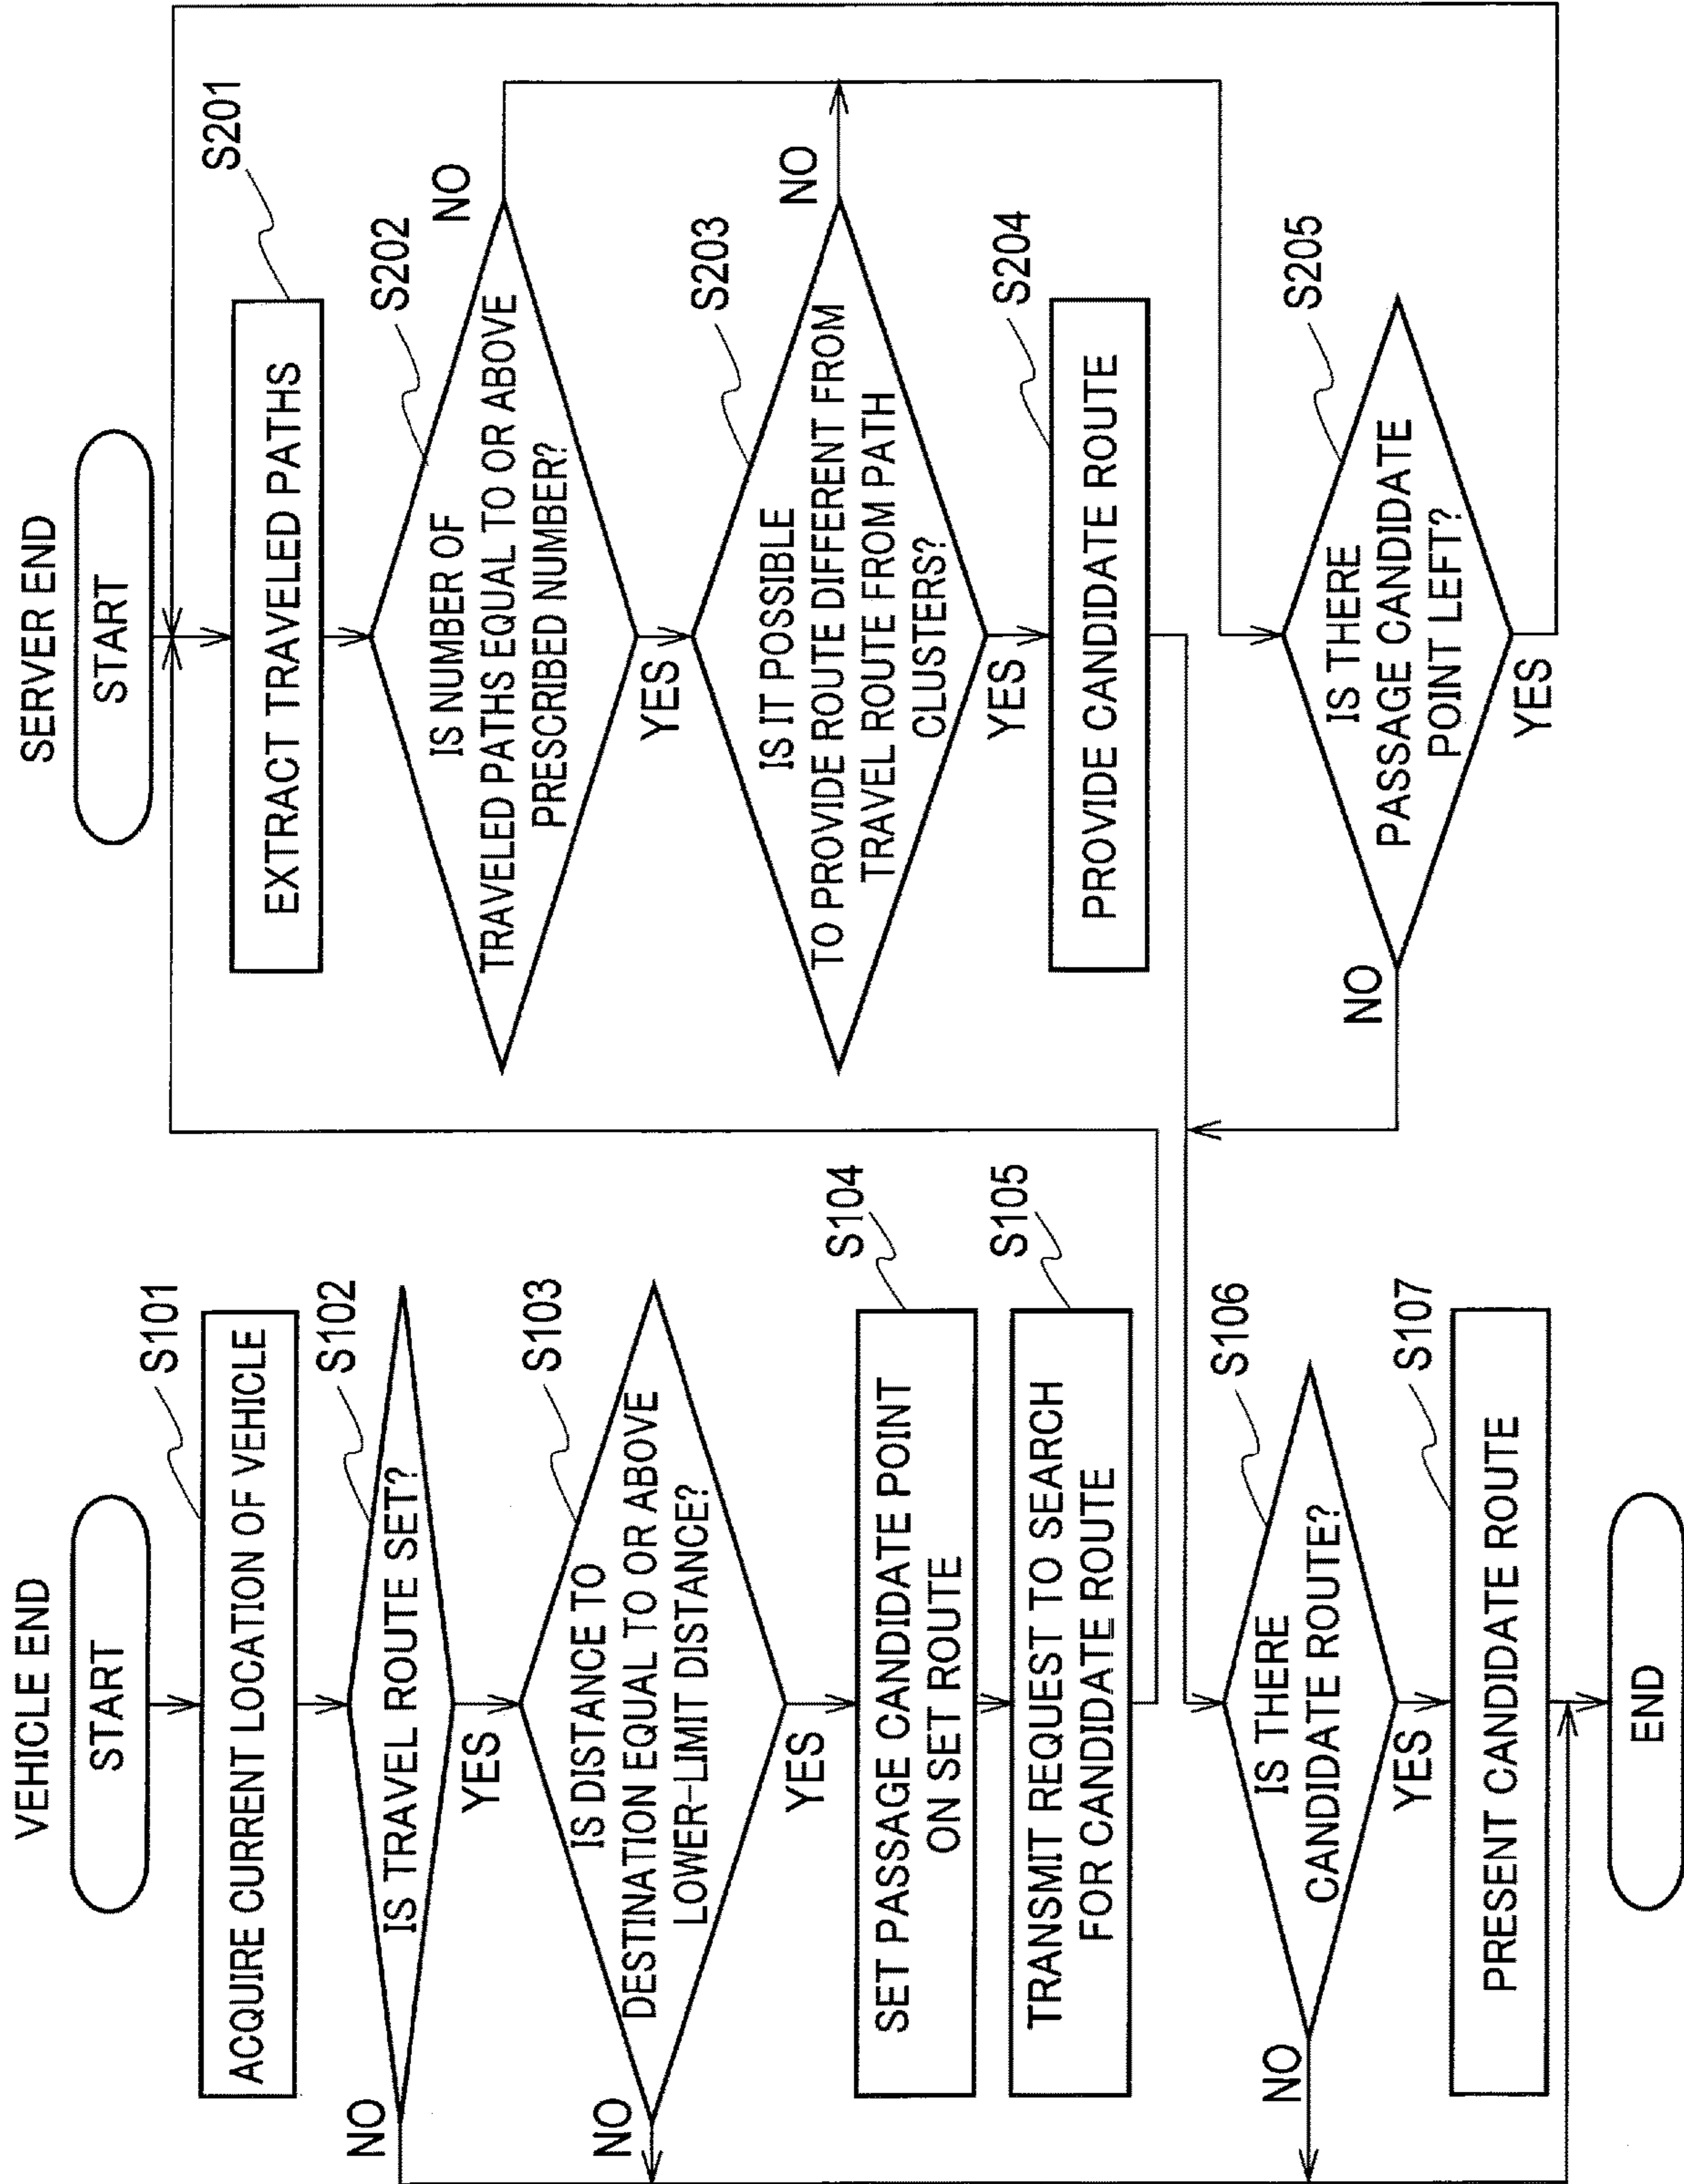 VEHICLE END
START
S101
ACQUIRE CURRENT LOCATION OF VEHICLE
S102
IS TRAVEL ROUTE SET?
NO
YES
S103
IS DISTANCE TO
DESTINATION EQUAL TO OR ABOVE
LOWER-LIMIT DISTANCE?
NO
YES
S104
SET PASSAGE CANDIDATE POINT
ON SET ROUTE
S105
TRANSMIT REQUEST TO SEARCH
FOR CANDIDATE ROUTE
S106
IS THERE
CANDIDATE ROUTE?
NO
YES
S107
PRESENT CANDIDATE ROUTE
END
SERVER END
START
S201
EXTRACT TRAVELED PATHS
S202
IS NUMBER OF
TRAVELED PATHS EQUAL TO OR ABOVE
PRESCRIBED NUMBER?
NO
YES
S203
IS IT POSSIBLE
TO PROVIDE ROUTE DIFFERENT FROM
TRAVEL ROUTE FROM PATH
CLUSTERS?
NO
YES
S204
PROVIDE CANDIDATE ROUTE
S205
IS THERE
PASSAGE CANDIDATE
POINT LEFT?
NO
YES